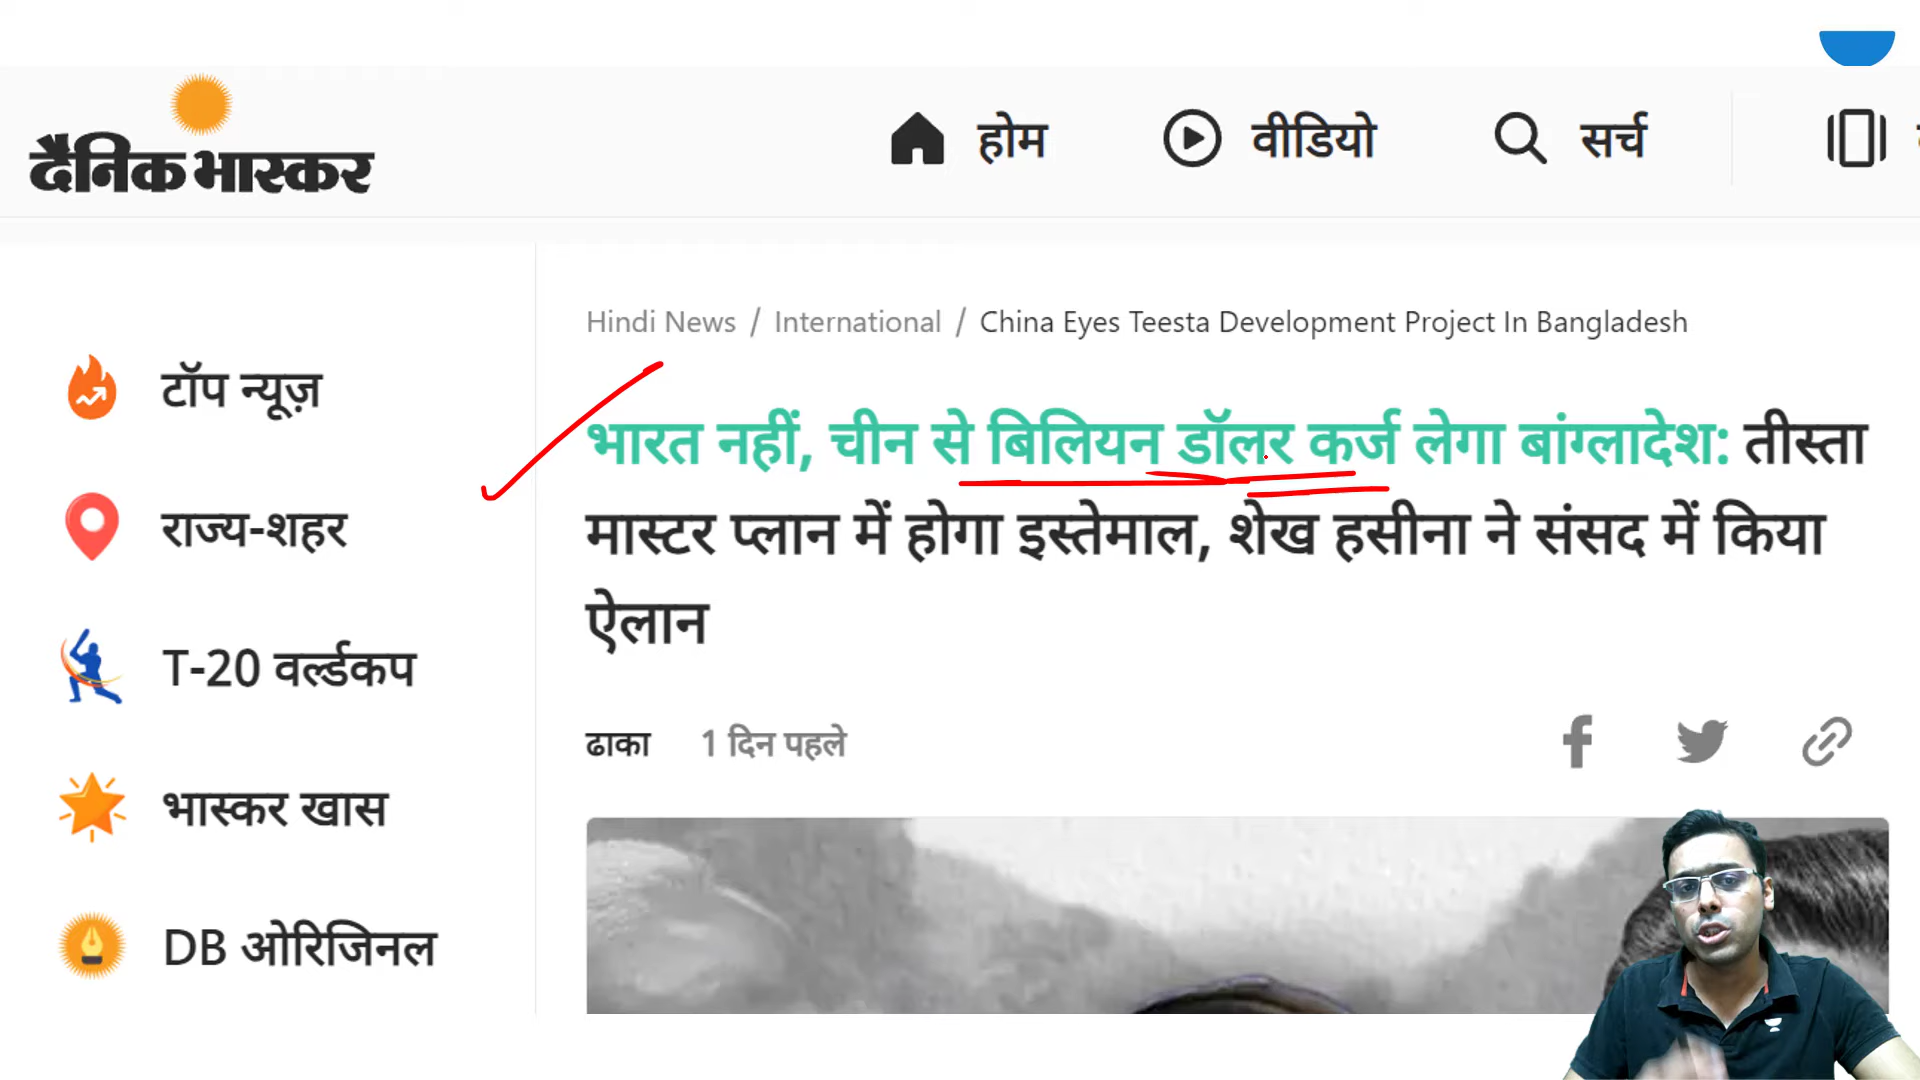 दैनिक भास्कर
होम
वीडियो
सर्च
Hindi News / International / China Eyes Teesta Development Project In Bangladesh
टॉप न्यूज़
राज्य-शहर
T-20 वर्ल्डकप
भास्कर खास
DB ओरिजिनल
भारत नहीं, चीन से बिलियन डॉलर कर्ज लेगा बांग्लादेश: तीस्ता
मास्टर प्लान में होगा इस्तेमाल, शेख हसीना ने संसद में किया
ऐलान
ढाका 1 दिन पहले